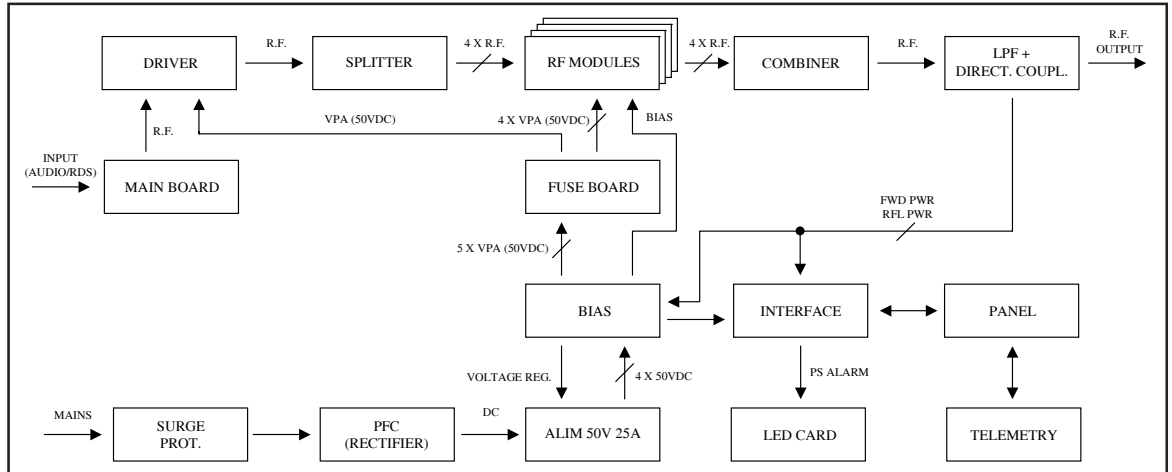 R.F.
4 X R.F.
4 X R.F.
R.F.
R.F.
OUTPUT
DRIVER
SPLITTER
RF MODULES
COMBINER
LPF +
DIRECT. COUPL.
VPA (50VDC)
4 X VPA (50VDC)
BIAS
R.F.
INPUT
(AUDIO/RDS)
MAIN BOARD
FUSE BOARD
FWD PWR
RFL PWR
5 X VPA (50VDC)
BIAS
INTERFACE
PANEL
VOLTAGE REG.
4 X 50VDC
PS ALARM
MAINS
SURGE
PROT.
PFC
(RECTIFIER)
DC
ALIM 50V 25A
LED CARD
TELEMETRY